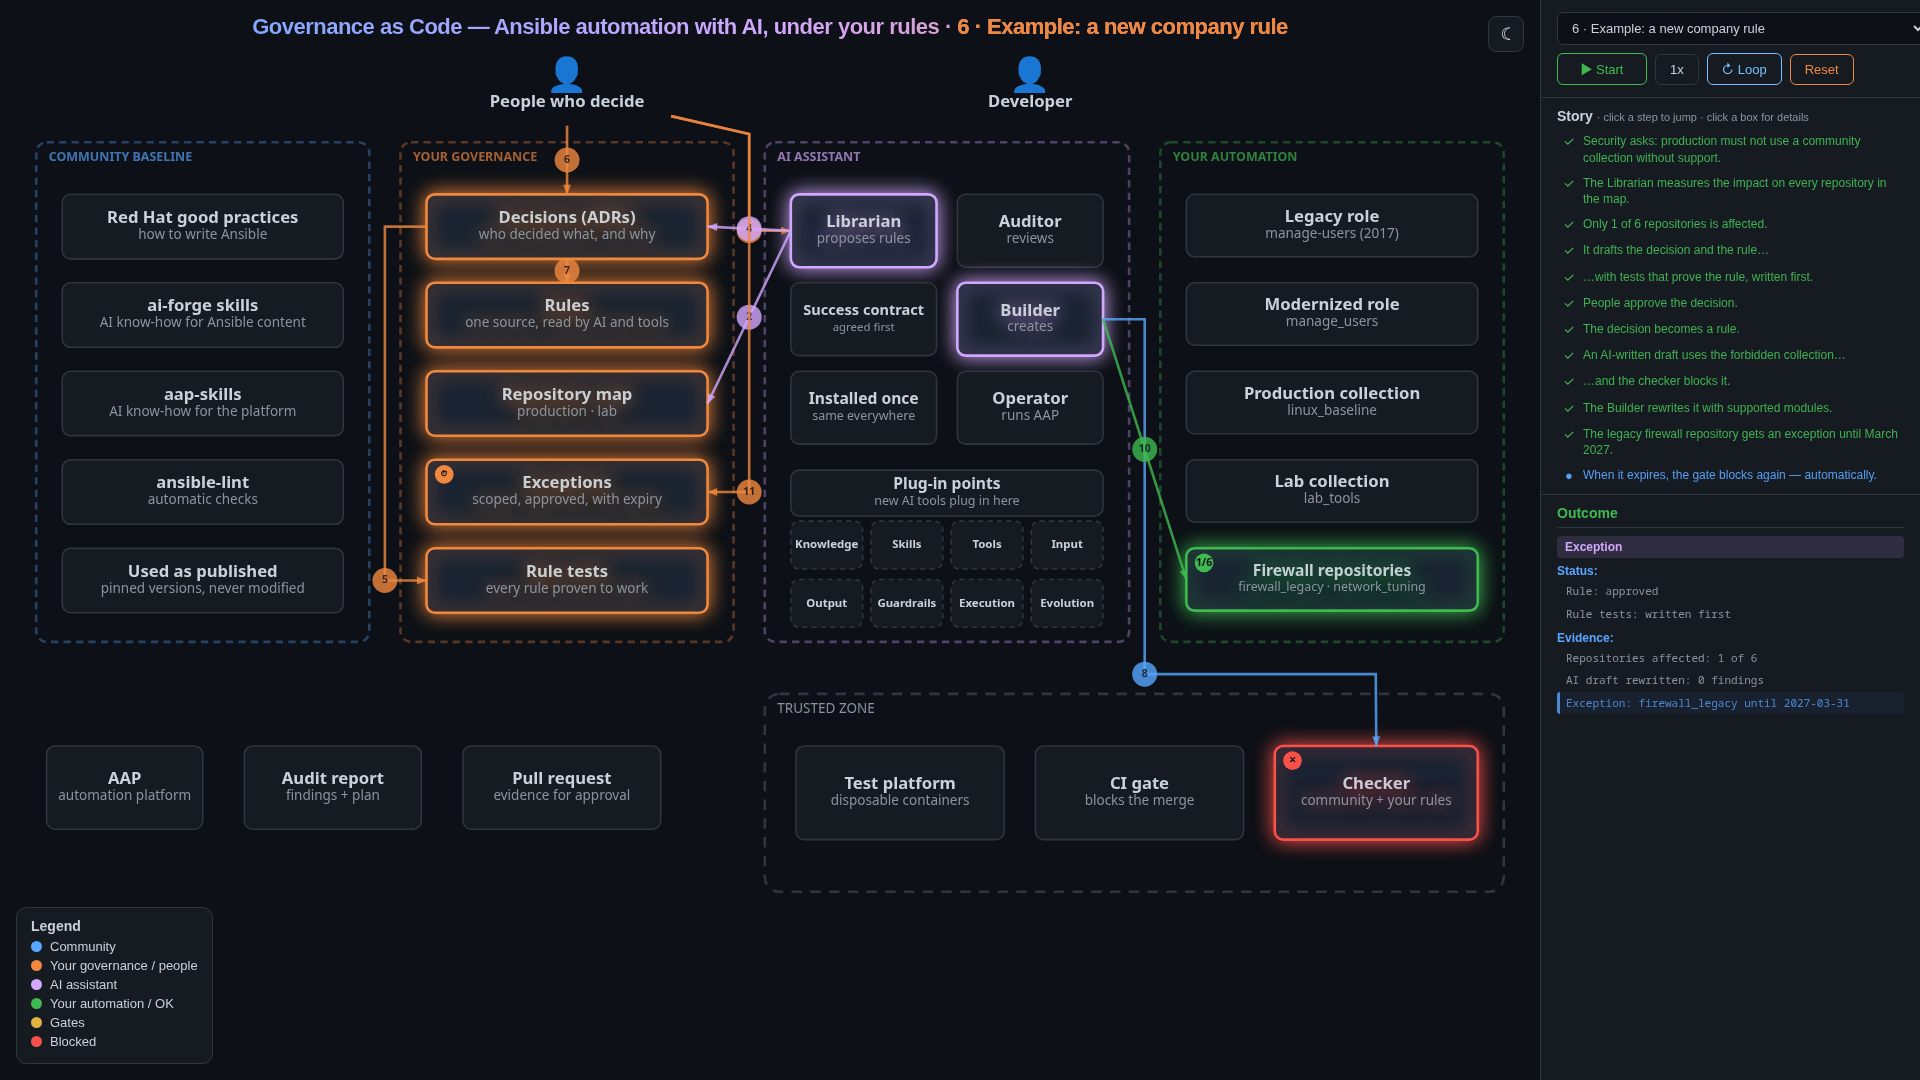 Governance as Code — Ansible automation with AI, under your rules · 6 · Example: a new company rule
☾
People who decide
Developer
COMMUNITY BASELINE
Red Hat good practices
how to write Ansible
ai-forge skills
AI know-how for Ansible content
aap-skills
AI know-how for the platform
ansible-lint
automatic checks
Used as published
pinned versions, never modified
YOUR GOVERNANCE
6
Decisions (ADRs)
who decided what, and why
7
Rules
one source, read by AI and tools
Repository map
production · lab
Exceptions
scoped, approved, with expiry
Rule tests
every rule proven to work
5
4
2
11
AI ASSISTANT
Librarian
proposes rules
Auditor
reviews
Success contract
agreed first
Builder
creates
Installed once
same everywhere
Operator
runs AAP
Plug-in points
new AI tools plug in here
Knowledge
Skills
Tools
Input
Output
Guardrails
Execution
Evolution
10
8
YOUR AUTOMATION
Legacy role
manage-users (2017)
Modernized role
manage_users
Production collection
linux_baseline
Lab collection
lab_tools
1/6
Firewall repositories
firewall_legacy · network_tuning
TRUSTED ZONE
Test platform
disposable containers
CI gate
blocks the merge
✕
Checker
community + your rules
AAP
automation platform
Audit report
findings + plan
Pull request
evidence for approval
Legend
Community
Your governance / people
AI assistant
Your automation / OK
Gates
Blocked
6 · Example: a new company rule
▶ Start
1x
↻ Loop
Reset
Story · click a step to jump · click a box for details
✓ Security asks: production must not use a community
collection without support.
✓ The Librarian measures the impact on every repository in
the map.
✓ Only 1 of 6 repositories is affected.
✓ It drafts the decision and the rule…
✓ …with tests that prove the rule, written first.
✓ People approve the decision.
✓ The decision becomes a rule.
✓ An AI-written draft uses the forbidden collection…
✓ …and the checker blocks it.
✓ The Builder rewrites it with supported modules.
✓ The legacy firewall repository gets an exception until March
2027.
● When it expires, the gate blocks again — automatically.
Outcome
Exception
Status:
Rule: approved
Rule tests: written first
Evidence:
Repositories affected: 1 of 6
AI draft rewritten: 0 findings
Exception: firewall_legacy until 2027-03-31